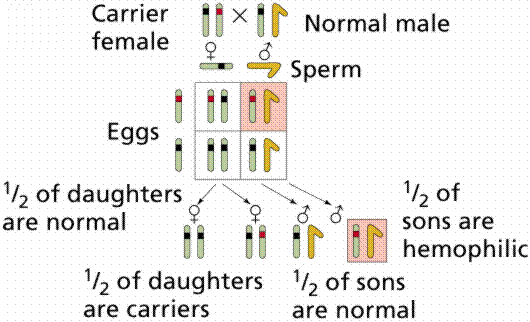 Carrier
female
×
Normal male
♀
♂
Sperm
Eggs
1/2 of daughters
are normal
♀
♀
♂
♂
1/2 of
sons are
hemophilic
1/2 of daughters
are carriers
1/2 of sons
are normal